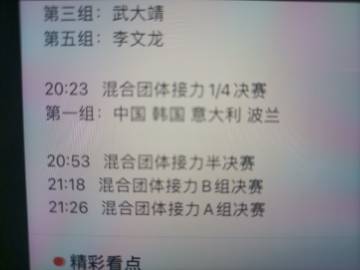 第三组：武大靖
第五组：李文龙
20:23 混合团体接力1/4决赛
第一组：中国 韩国 意大利 波兰
20:53 混合团体接力半决赛
21:18 混合团体接力B组决赛
21:26 混合团体接力A组决赛
精彩看点